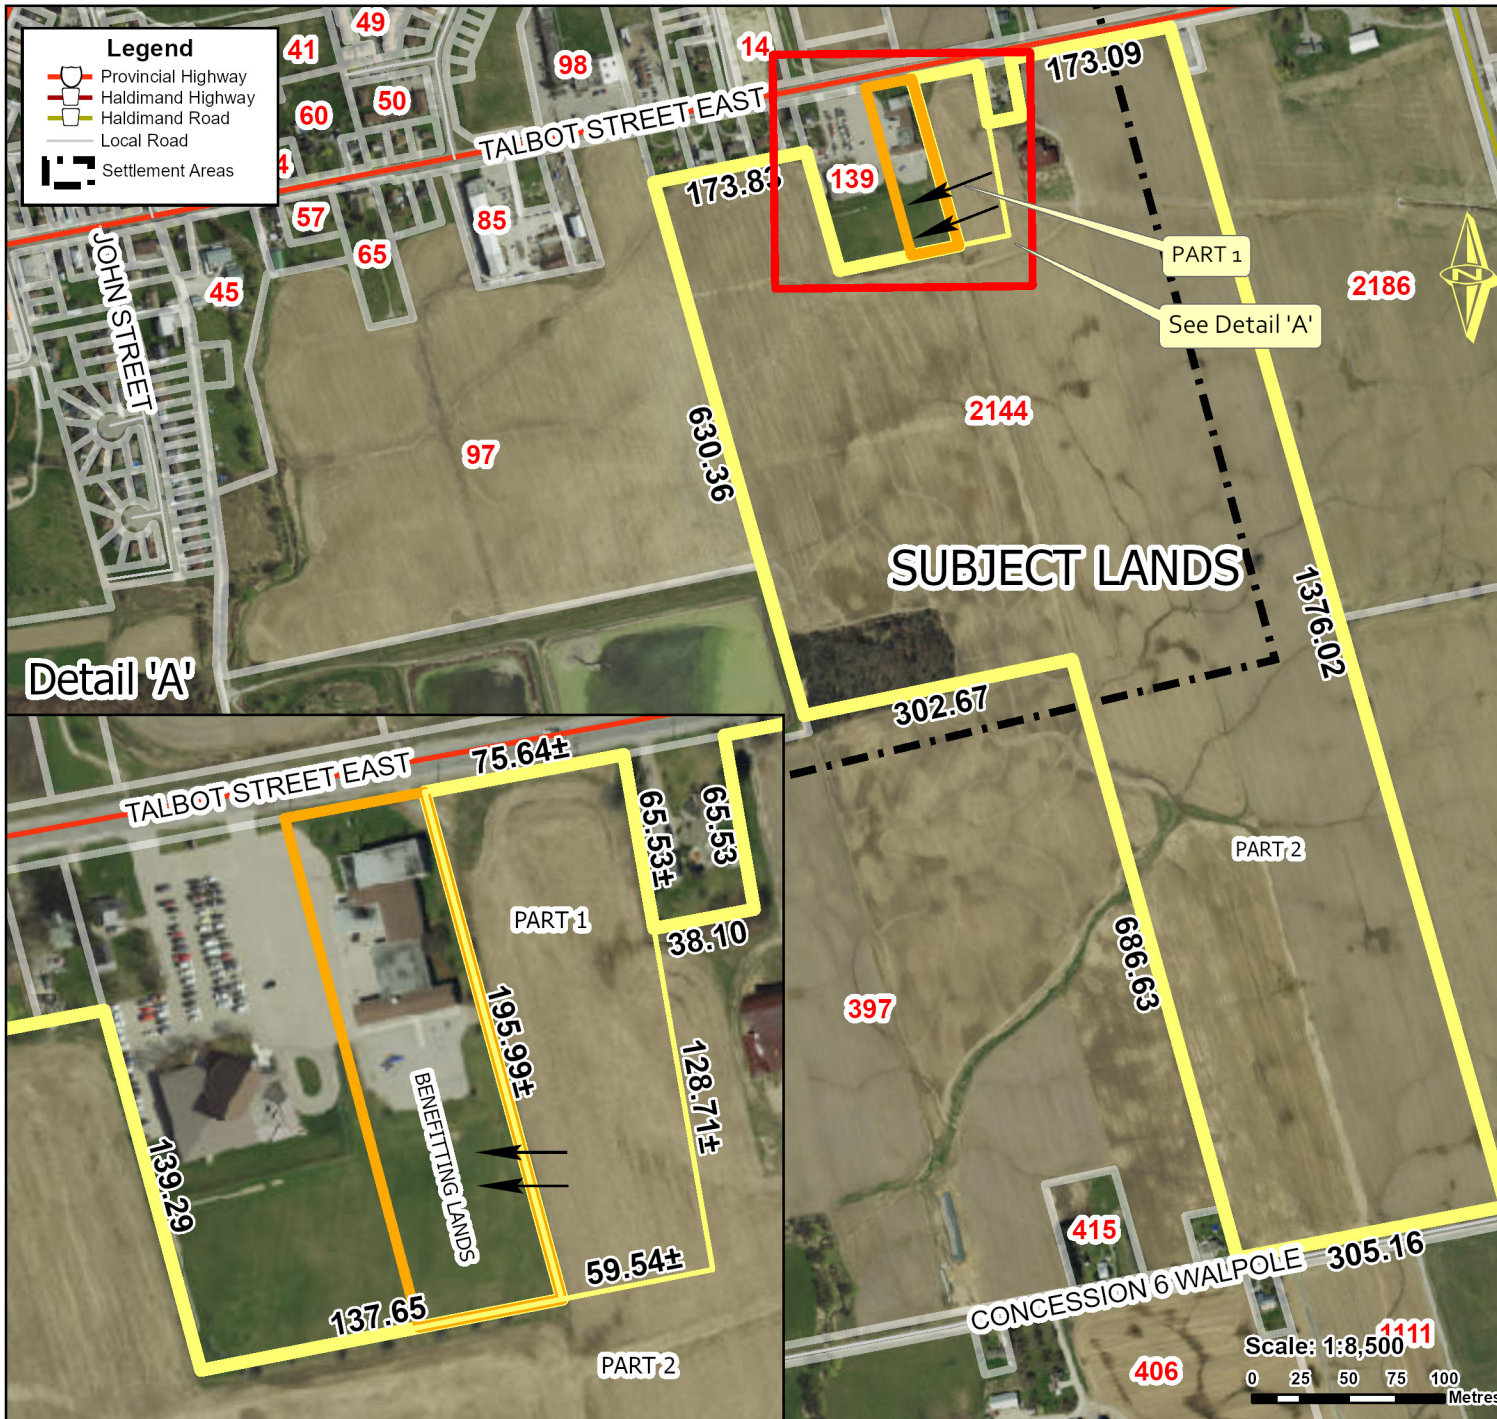 Legend
Provincial Highway
Haldimand Highway
Haldimand Road
Local Road
Settlement Areas
49
41
98
14
50
60
4
57
65
85
45
TALBOT STREET EAST
JOHN STREET
173.83
139
173.09
PART 1
See Detail 'A'
2186
N
97
630.36
2144
SUBJECT LANDS
1376.02
302.67
Detail 'A'
TALBOT STREET EAST
75.64±
65.53±
65.53
38.10
PART 1
195.99±
128.71±
BENEFITTING LANDS
139.29
137.65
59.54±
PART 2
PART 2
686.63
397
415
CONCESSION 6 WALPOLE
305.16
406
1111
Scale: 1:8,500
0 25 50 75 100
Metres